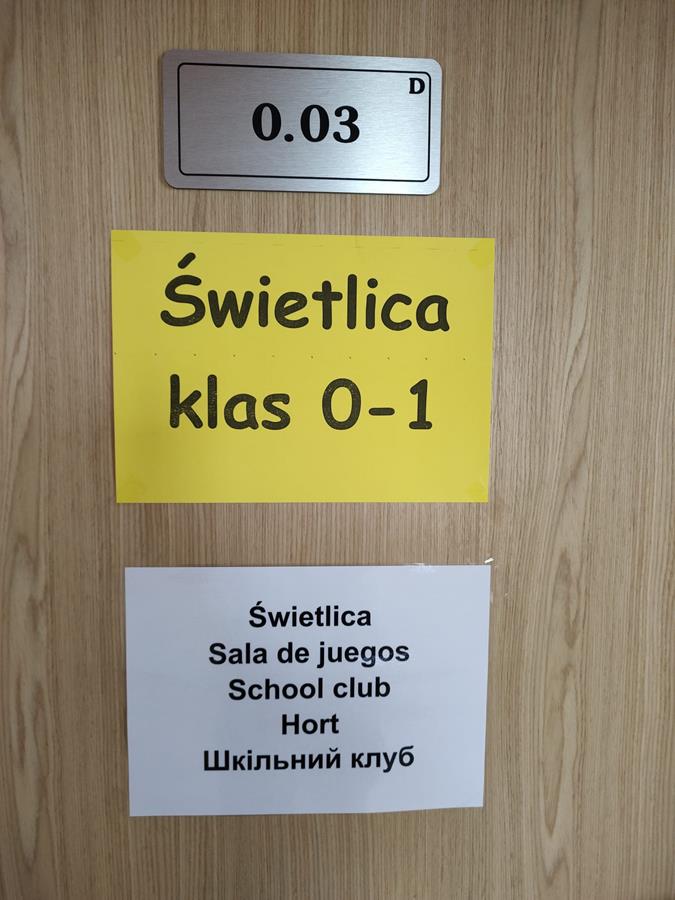 D
0.03
Świetlica
klas 0-1
Świetlica
Sala de juegos
School club
Hort
Шкільний клуб